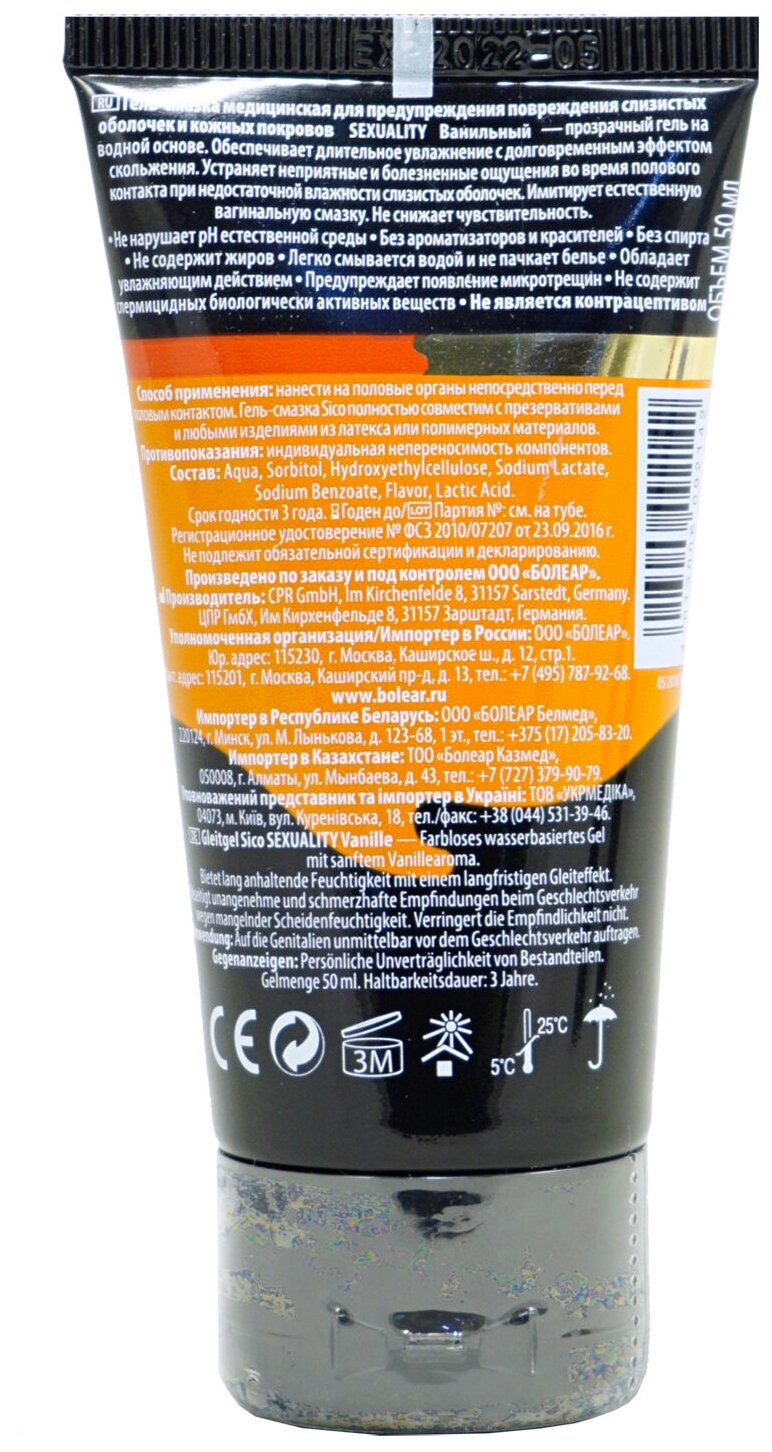 EXP2022-05
RU Гель-смазка медицинская для предупреждения повреждения слизистых
оболочек и кожных покровов SEXUALITY Ванильный — прозрачный гель на
водной основе. Обеспечивает длительное увлажнение с долговременным эффектом
скольжения. Устраняет неприятные и болезненные ощущения во время полового
контакта при недостаточной влажности слизистых оболочек. Имитирует естественную
вагинальную смазку. Не снижает чувствительность.
• Не нарушает pH естественной среды • Без ароматизаторов и красителей • Без спирта
• Не содержит жиров • Легко смывается водой и не пачкает белье • Обладает
увлажняющим действием • Предупреждает появление микротрещин • Не содержит
спермицидных биологически активных веществ • Не является контрацептивом
ОБЪЕМ 50 мл
Способ применения: нанести на половые органы непосредственно перед
половым контактом. Гель-смазка Sico полностью совместим с презервативами
и любыми изделиями из латекса или полимерных материалов.
Противопоказания: индивидуальная непереносимость компонентов.
Состав: Aqua, Sorbitol, Hydroxyethylcellulose, Sodium Lactate,
Sodium Benzoate, Flavor, Lactic Acid.
Срок годности 3 года. Годен до/LOT Партия №: см. на тубе.
Регистрационное удостоверение № ФСЗ 2010/07207 от 23.09.2016 г.
Не подлежит обязательной сертификации и декларированию.
Произведено по заказу и под контролем ООО «БОЛЕАР».
Производитель: CPR GmbH, Im Kirchenfelde 8, 31157 Sarstedt, Germany.
ЦПР ГмбХ, Им Кирхенфельде 8, 31157 Зарштадт, Германия.
Уполномоченная организация/Импортер в России: ООО «БОЛЕАР».
Юр. адрес: 115230, г. Москва, Каширское ш., д. 12, стр.1.
адрес: 115201, г. Москва, Каширский пр-д, д. 13, тел.: +7 (495) 787-92-68.
www.bolear.ru
05/2016
Импортер в Республике Беларусь: ООО «БОЛЕАР Белмед»,
220124, г. Минск, ул. М. Лынькова, д. 123-68, 1 эт., тел.: +375 (17) 205-83-20.
Импортер в Казахстане: ТОО «Болеар Казмед»,
050008, г. Алматы, ул. Мынбаева, д. 43, тел.: +7 (727) 379-90-79.
Уповноважений представник та імпортер в Україні: ТОВ «УКРМЕДІКА»,
04073, м. Київ, вул. Куренівська, 18, тел./факс: +38 (044) 531-39-46.
DE Gleitgel Sico SEXUALITY Vanille — Farbloses wasserbasiertes Gel
mit sanftem Vanillearoma.
Bietet lang anhaltende Feuchtigkeit mit einem langfristigen Gleiteffekt.
unangenehme und schmerzhafte Empfindungen beim Geschlechtsverkehr
wegen mangelnder Scheidenfeuchtigkeit. Verringert die Empfindlichkeit nicht.
Auf die Genitalien unmittelbar vor dem Geschlechtsverkehr auftragen.
Gegenanzeigen: Persönliche Unverträglichkeit von Bestandteilen.
Gelmenge 50 ml. Haltbarkeitsdauer: 3 Jahre.
CE 3M 5°C 25°C